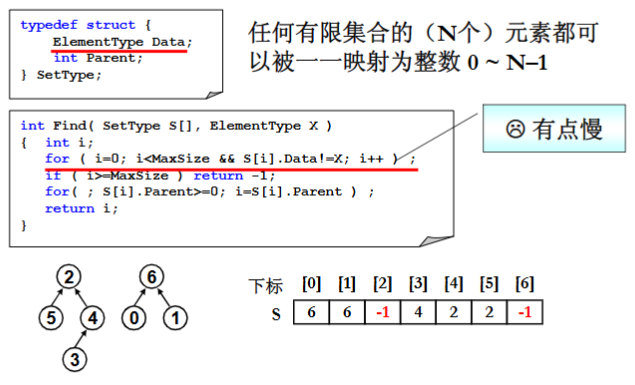 typedef struct {
ElementType Data;
int Parent;
} SetType;
任何有限集合的（N个）元素都可
以被一一映射为整数 0 ~ N–1
int Find( SetType S[], ElementType X )
{ int i;
for ( i=0; i<MaxSize && S[i].Data!=X; i++ ) ;
if ( i>=MaxSize ) return -1;
for( ; S[i].Parent>=0; i=S[i].Parent ) ;
return i;
}
☹ 有点慢
2 6
5 4 0 1
3
下标 [0] [1] [2] [3] [4] [5] [6]
S 6 6 -1 4 2 2 -1